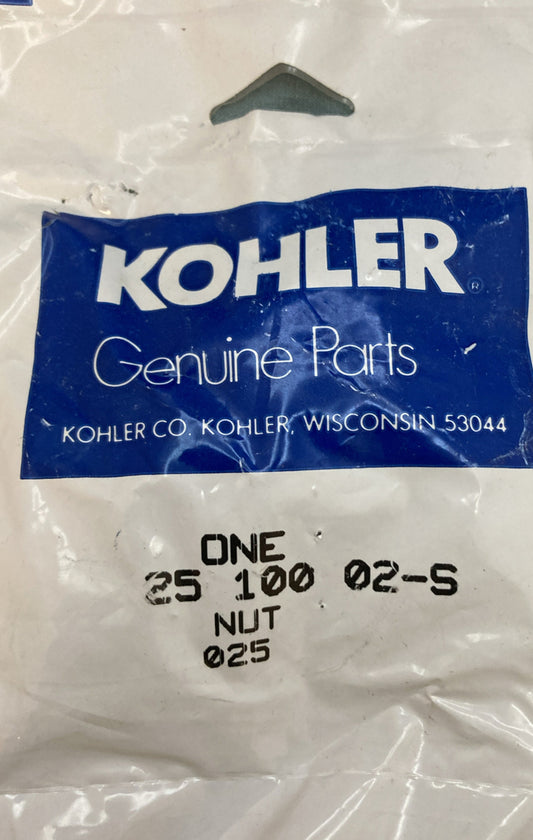 KOHLER®
Genuine Parts
KOHLER CO. KOHLER, WISCONSIN 53044
ONE
25 100 02-S
NUT
025